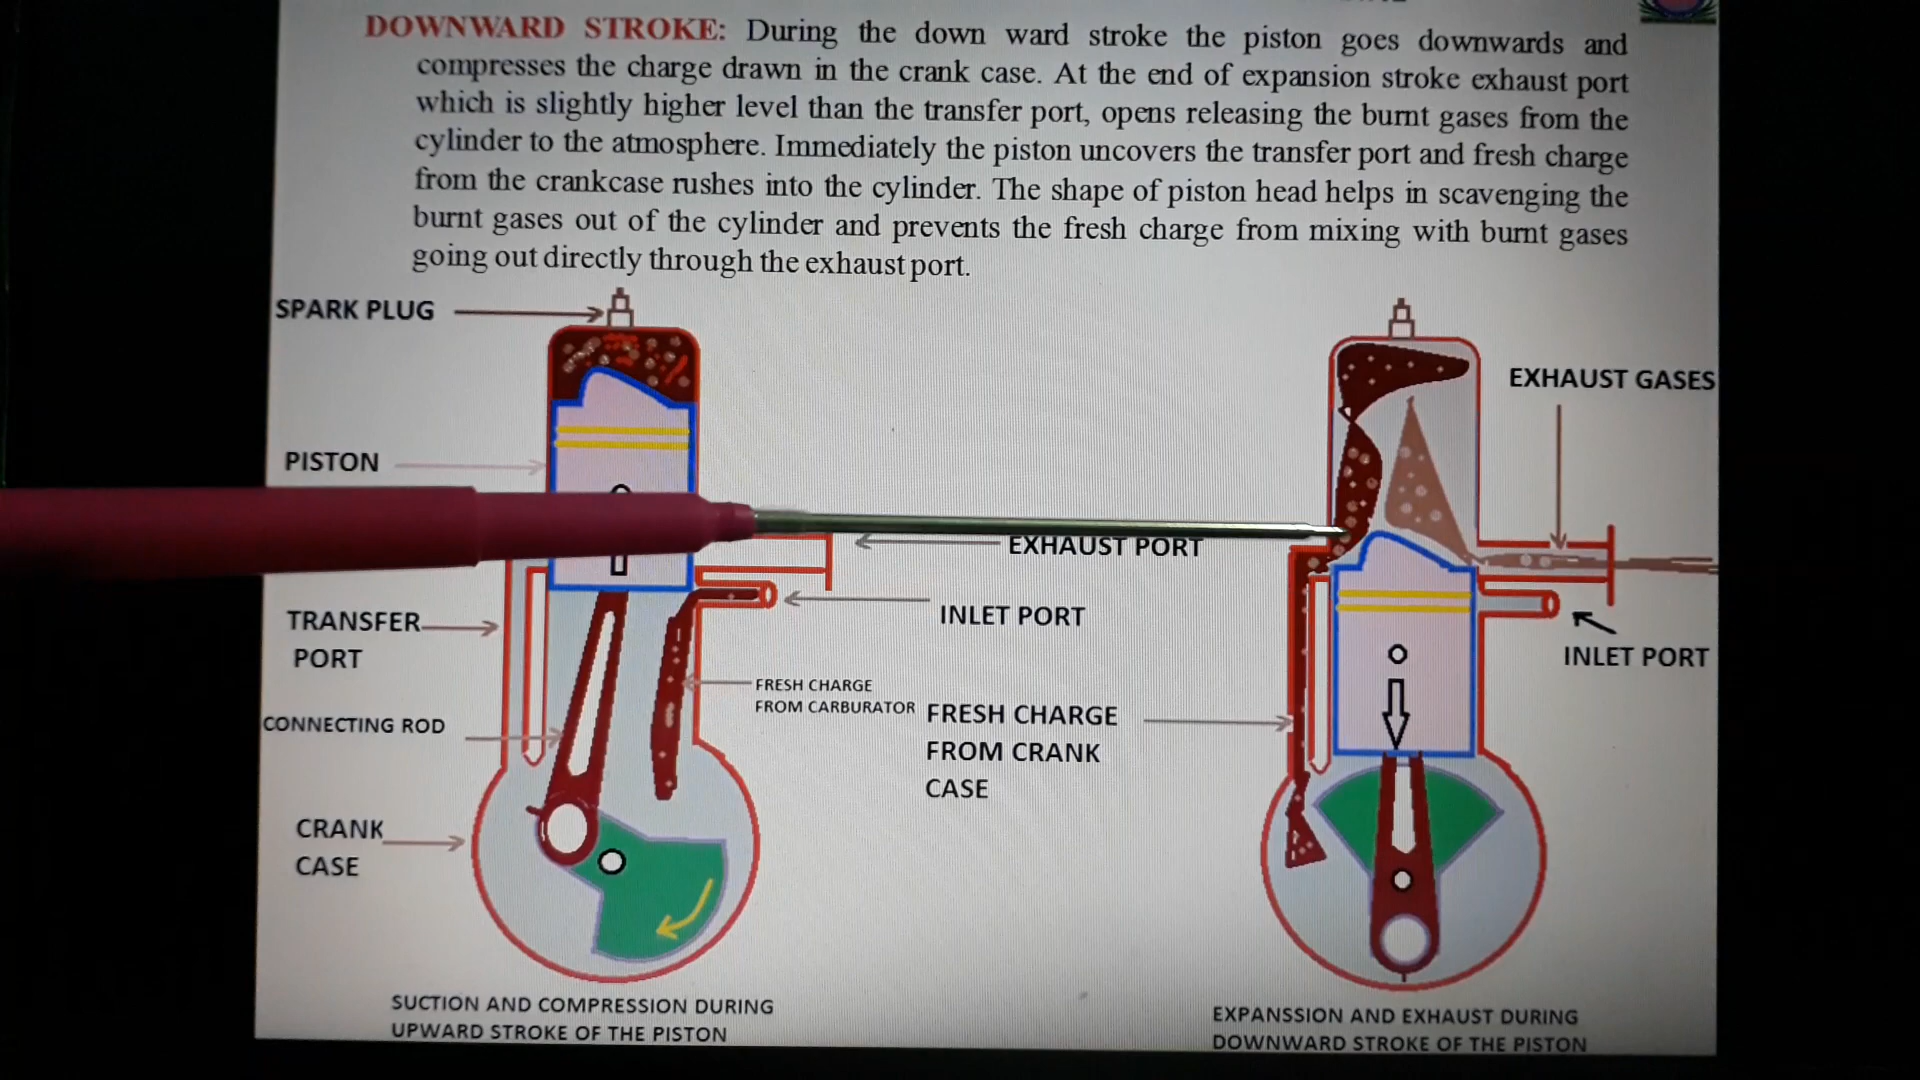 DOWNWARD STROKE: During the down ward stroke the piston goes downwards and
compresses the charge drawn in the crank case. At the end of expansion stroke exhaust port
which is slightly higher level than the transfer port, opens releasing the burnt gases from the
cylinder to the atmosphere. Immediately the piston uncovers the transfer port and fresh charge
from the crankcase rushes into the cylinder. The shape of piston head helps in scavenging the
burnt gases out of the cylinder and prevents the fresh charge from mixing with burnt gases
going out directly through the exhaust port.
SPARK PLUG
EXHAUST GASES
PISTON
EXHAUST PORT
TRANSFER
PORT
INLET PORT
INLET PORT
FRESH CHARGE
FROM CARBURATOR
FRESH CHARGE
FROM CRANK
CASE
CONNECTING ROD
CRANK
CASE
SUCTION AND COMPRESSION DURING
UPWARD STROKE OF THE PISTON
EXPANSSION AND EXHAUST DURING
DOWNWARD STROKE OF THE PISTON